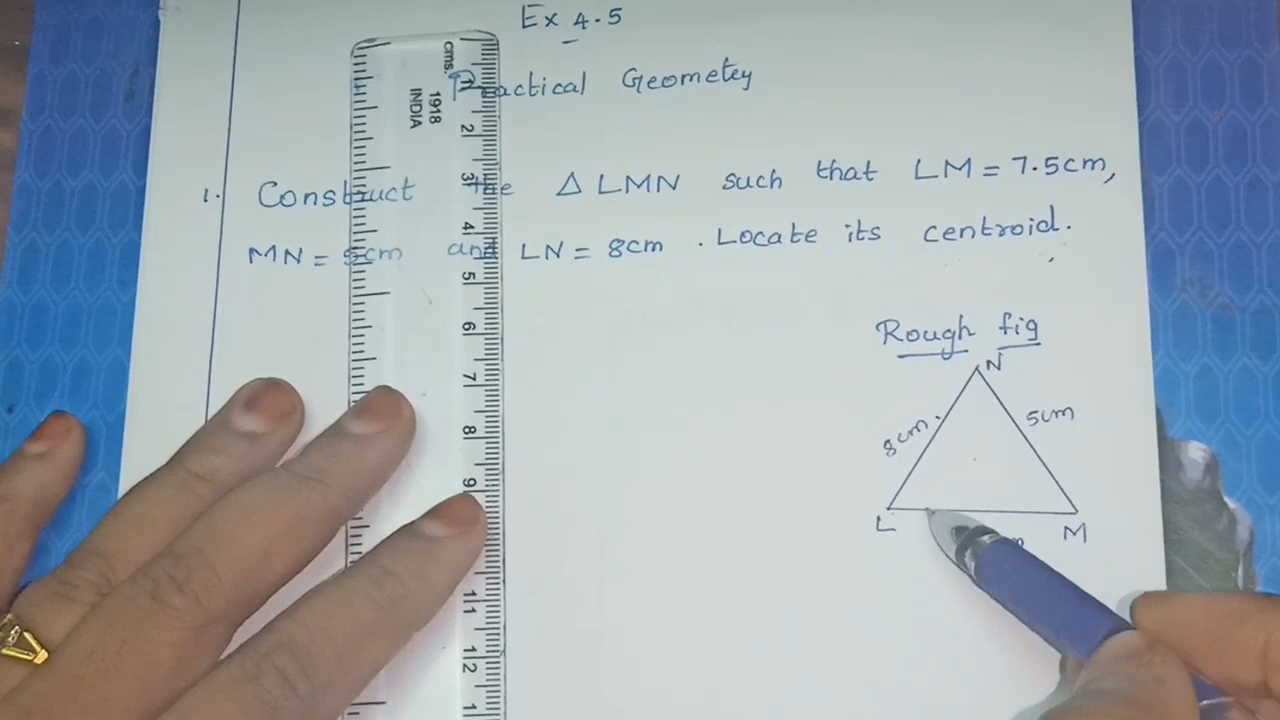 Ex 4.5
Practical Geometry
1. Construct the Δ LMN such that LM = 7.5cm,
MN = 5cm and LN = 8cm. Locate its centroid.
Rough fig
N
8cm
5cm
L
M
cms.
1918
INDIA
1
2
3
4
5
6
7
8
9
11
12